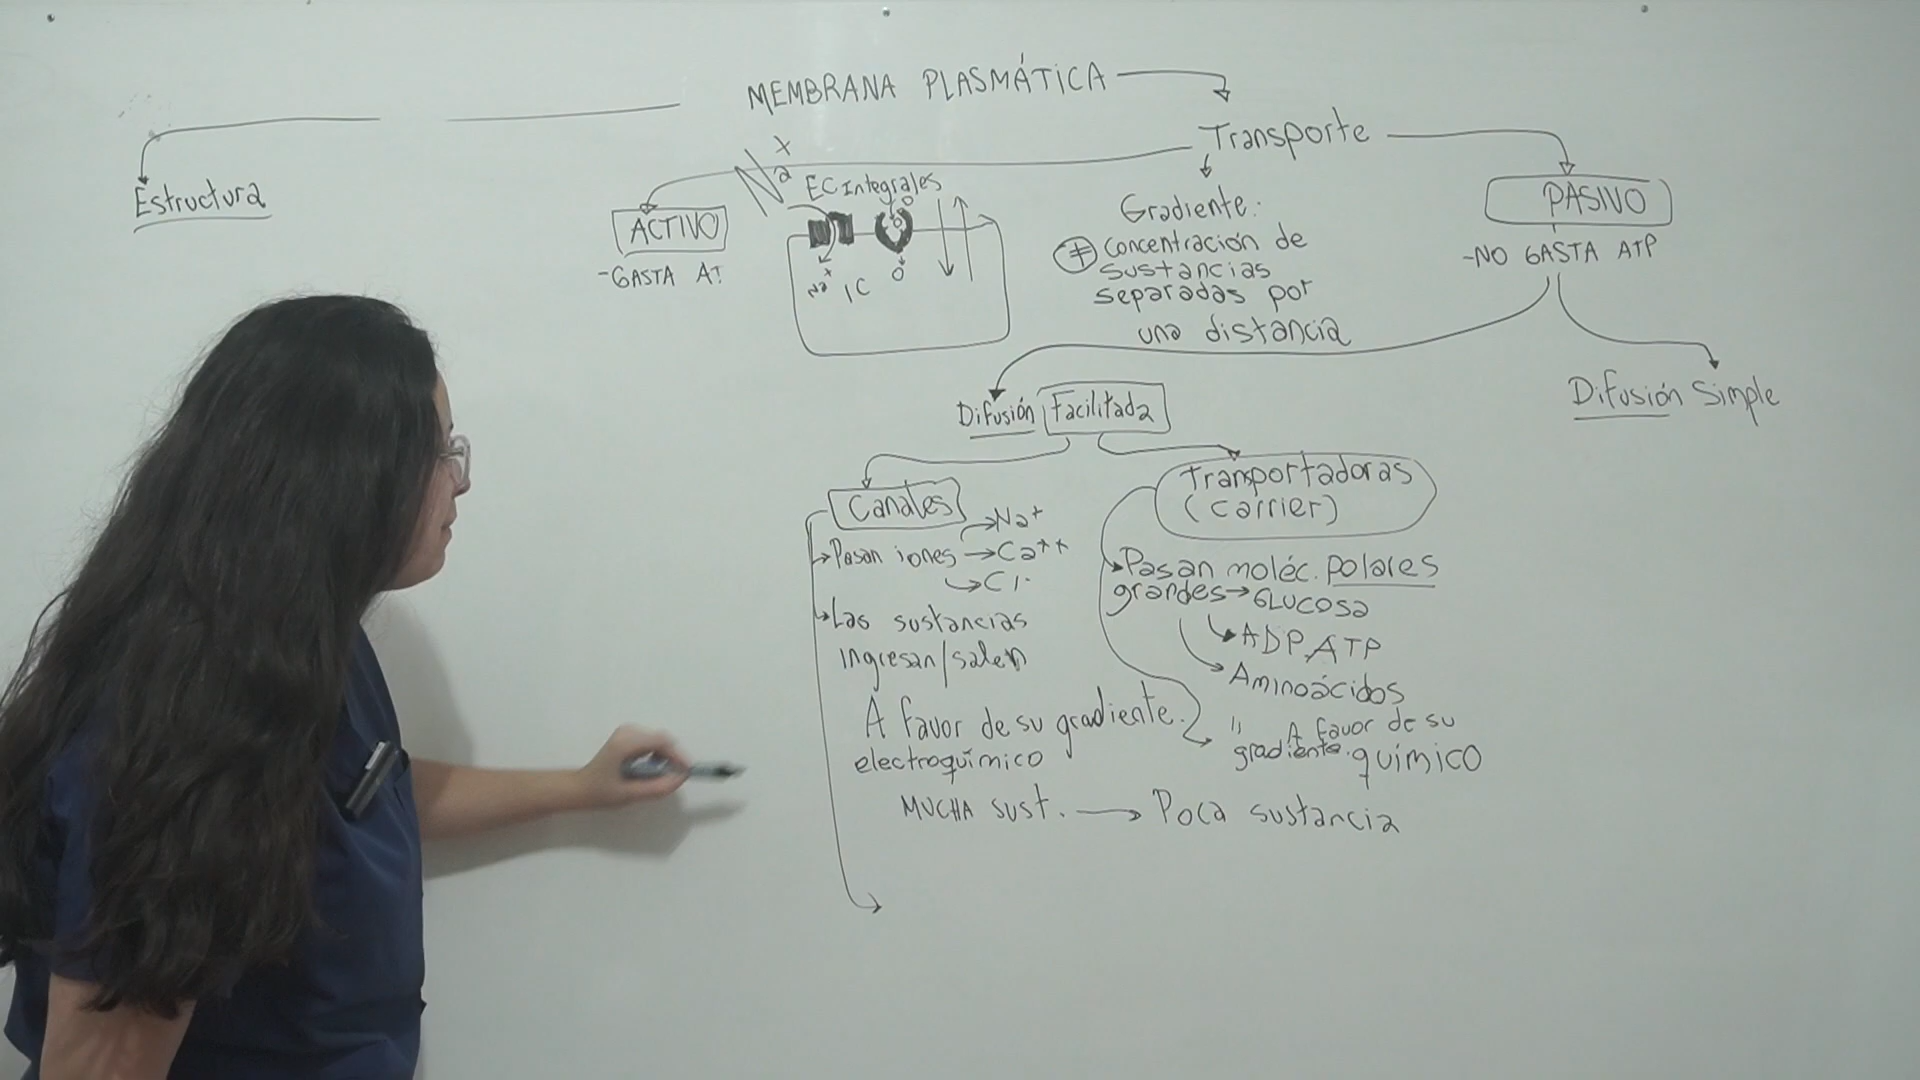 MEMBRANA PLASMÁTICA
Estructura
Transporte
ACTIVO
-GASTA AT
Na+
EC Integrales
Na+
IC
Gradiente:
≠ concentración de
sustancias
separadas por
una distancia
PASIVO
-NO GASTA ATP
Difusión Facilitada
Difusión Simple
Canales
Pasan iones → Na+
→ Ca++
→ Cl-
Las sustancias
ingresan/salen
A favor de su gradiente.
electroquímico
Transportadoras
(carrier)
Pasan moléc. polares
grandes → GLUCOSA
ADP, ATP
Aminoácidos
" A favor de su
gradiente. químico
MUCHA SUST. → Poca sustancia